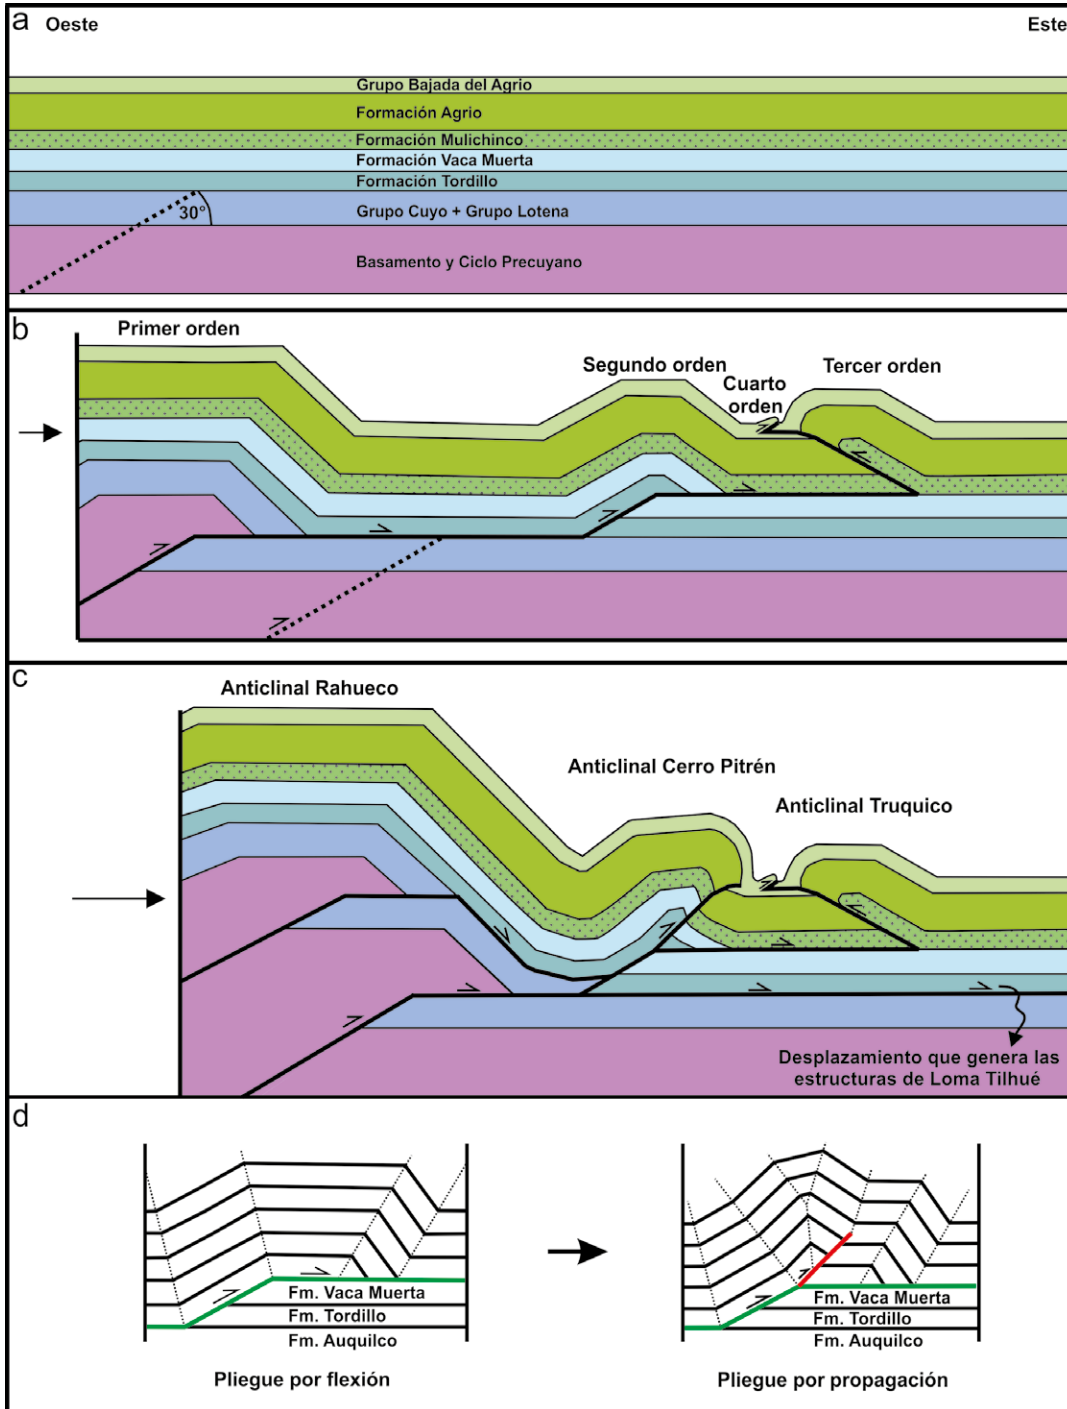 a
Oeste
Este
Grupo Bajada del Agrio
Formación Agrio
Formación Mulichinco
Formación Vaca Muerta
Formación Tordillo
30°
Grupo Cuyo + Grupo Lotena
Basamento y Ciclo Precuyano
b
Primer orden
Segundo orden
Cuarto
orden
Tercer orden
c
Anticlinal Rahueco
Anticlinal Cerro Pitrén
Anticlinal Truquico
Desplazamiento que genera las
estructuras de Loma Tilhué
d
Fm. Vaca Muerta
Fm. Tordillo
Fm. Auquilco
Pliegue por flexión
Fm. Vaca Muerta
Fm. Tordillo
Fm. Auquilco
Pliegue por propagación